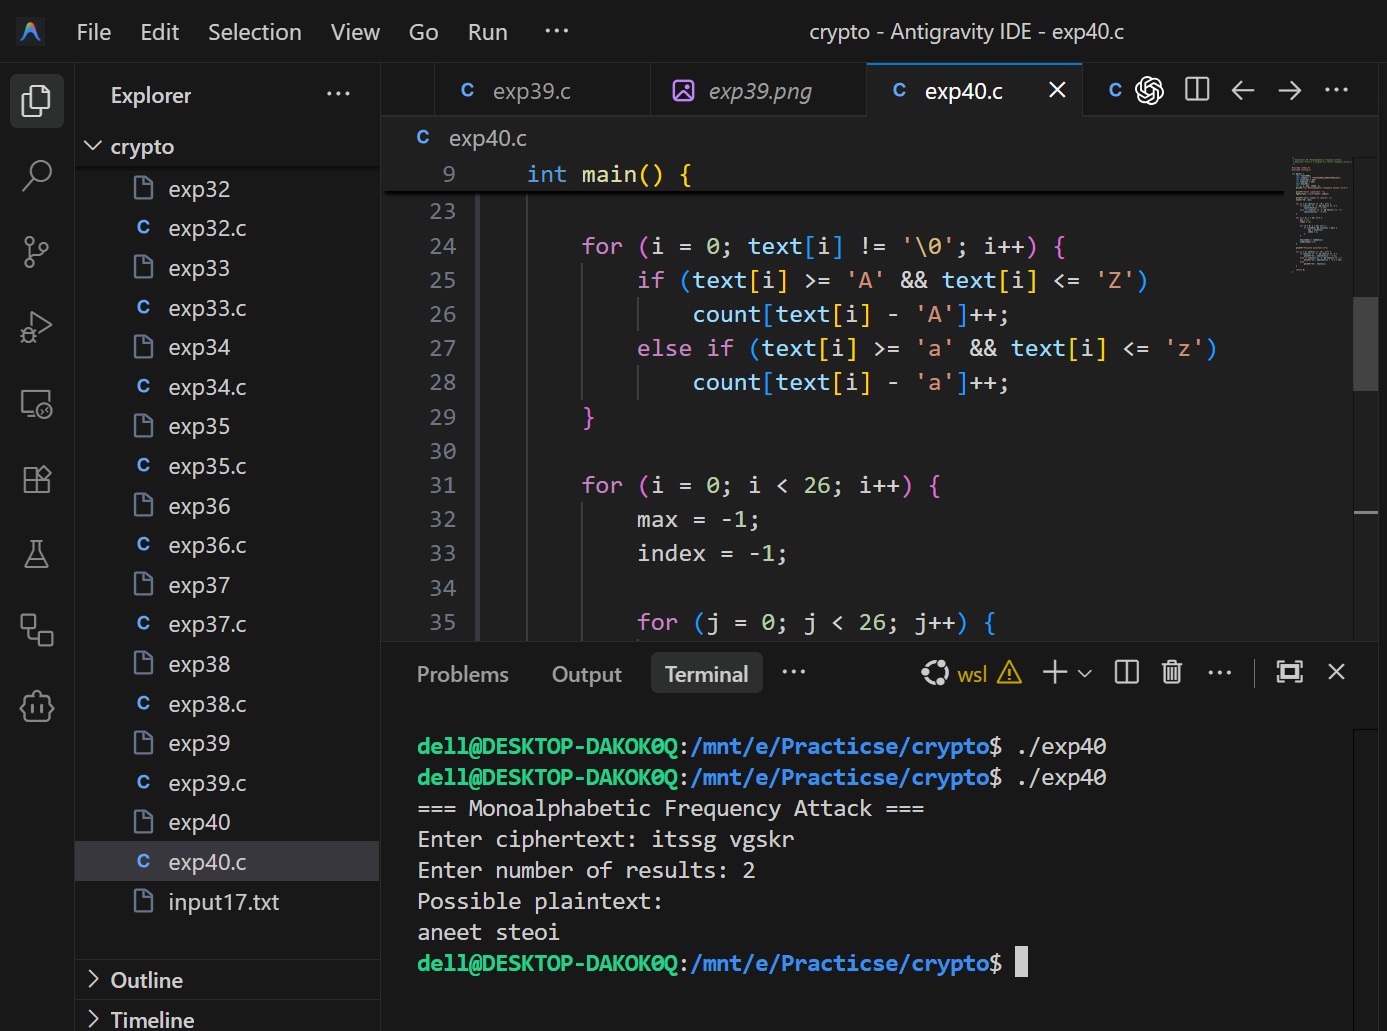 File Edit Selection View Go Run ··· crypto - Antigravity IDE - exp40.c
Explorer ···
crypto
exp32
C exp32.c
exp33
C exp33.c
exp34
C exp34.c
exp35
C exp35.c
exp36
C exp36.c
exp37
C exp37.c
exp38
C exp38.c
exp39
C exp39.c
exp40
C exp40.c
input17.txt
Outline
Timeline
C exp39.c exp39.png C exp40.c C ···
C exp40.c
9 int main() {
23
24 for (i = 0; text[i] != '\0'; i++) {
25 if (text[i] >= 'A' && text[i] <= 'Z')
26 count[text[i] - 'A']++;
27 else if (text[i] >= 'a' && text[i] <= 'z')
28 count[text[i] - 'a']++;
29 }
30
31 for (i = 0; i < 26; i++) {
32 max = -1;
33 index = -1;
34
35 for (j = 0; j < 26; j++) {
Problems Output Terminal ··· wsl ···
dell@DESKTOP-DAKOK0Q:/mnt/e/Practicse/crypto$ ./exp40
dell@DESKTOP-DAKOK0Q:/mnt/e/Practicse/crypto$ ./exp40
=== Monoalphabetic Frequency Attack ===
Enter ciphertext: itssg vgskr
Enter number of results: 2
Possible plaintext:
aneet steoi
dell@DESKTOP-DAKOK0Q:/mnt/e/Practicse/crypto$